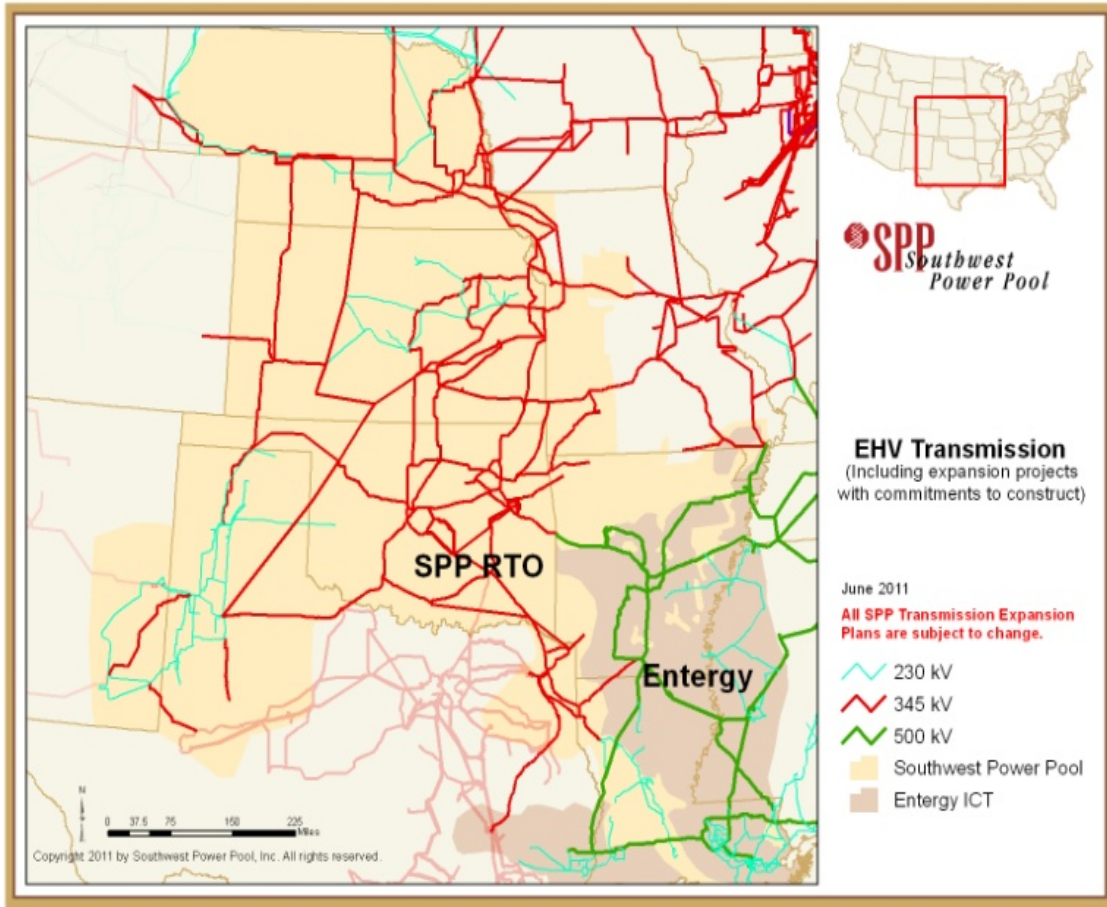 SPP
Southwest
Power Pool
EHV Transmission
(Including expansion projects
with commitments to construct)
SPP RTO
Entergy
June 2011
All SPP Transmission Expansion
Plans are subject to change.
230 kV
345 kV
500 kV
Southwest Power Pool
Entergy ICT
N
0 37.5 75 150 225
Miles
Copyright 2011 by Southwest Power Pool, Inc. All rights reserved.